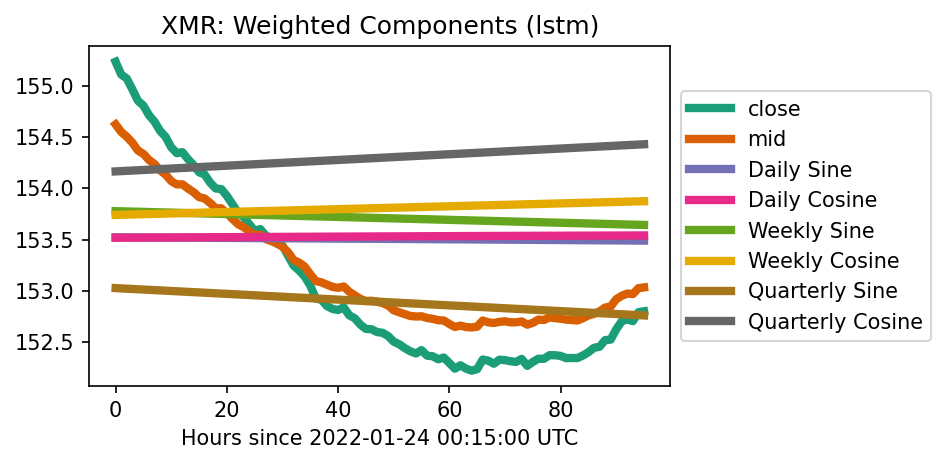 XMR: Weighted Components (lstm)
155.0
154.5
154.0
153.5
153.0
152.5
0
20
40
60
80
Hours since 2022-01-24 00:15:00 UTC
close
mid
Daily Sine
Daily Cosine
Weekly Sine
Weekly Cosine
Quarterly Sine
Quarterly Cosine